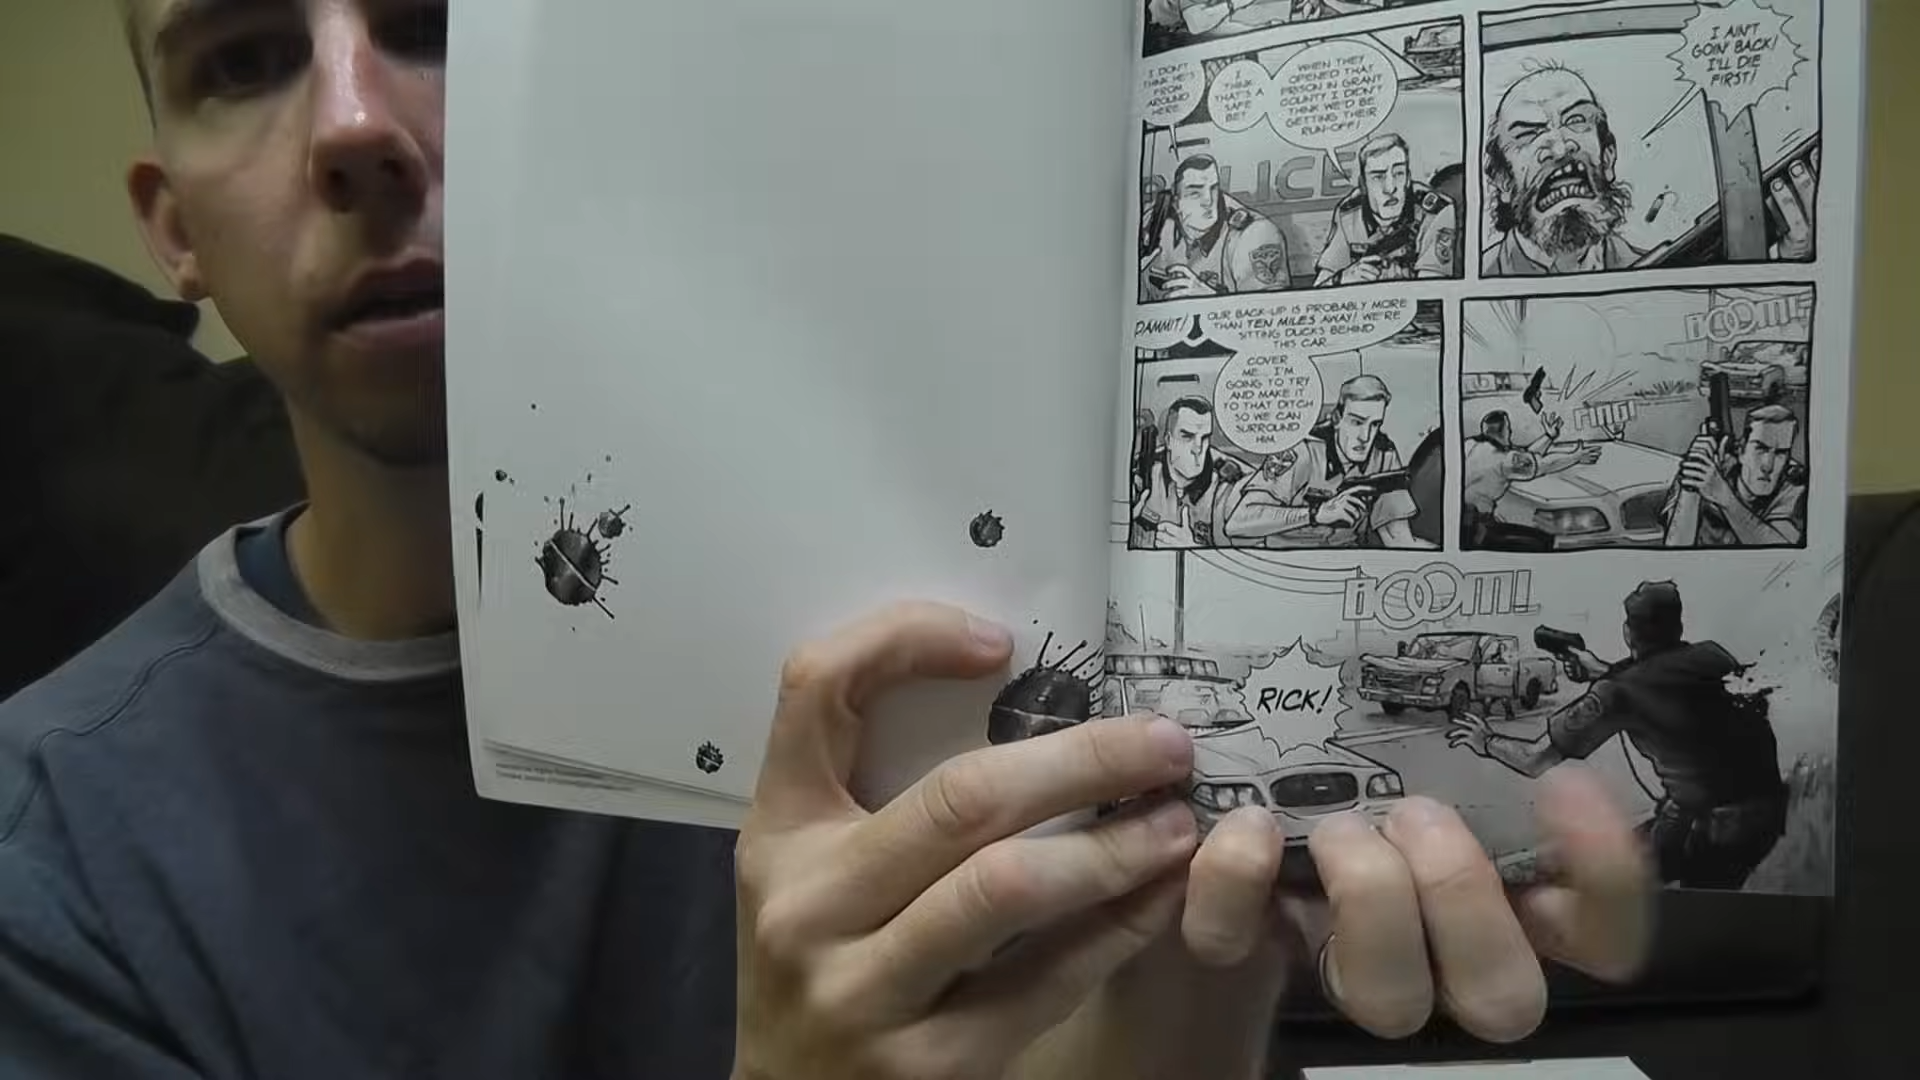 I DON'T
THINK HE'S
FROM
AROUND
HERE.
I
THINK
THAT'S A
SAFE
BET.
WHEN THEY
OPENED THAT
PRISON IN GRANT
COUNTY I DIDN'T
THINK WE'D BE
GETTING THEIR
RUN-OFF!
POLICE
I AIN'T
GOIN' BACK!
I'LL DIE
FIRST!
DAMMIT!
OUR BACK-UP IS PROBABLY MORE
THAN TEN MILES AWAY! WE'RE
SITTING DUCKS BEHIND
THIS CAR...
COVER
ME... I'M
GOING TO TRY
AND MAKE IT
TO THAT DITCH
SO WE CAN
SURROUND
HIM.
BOOM!
PING!
BOOM!
RICK!